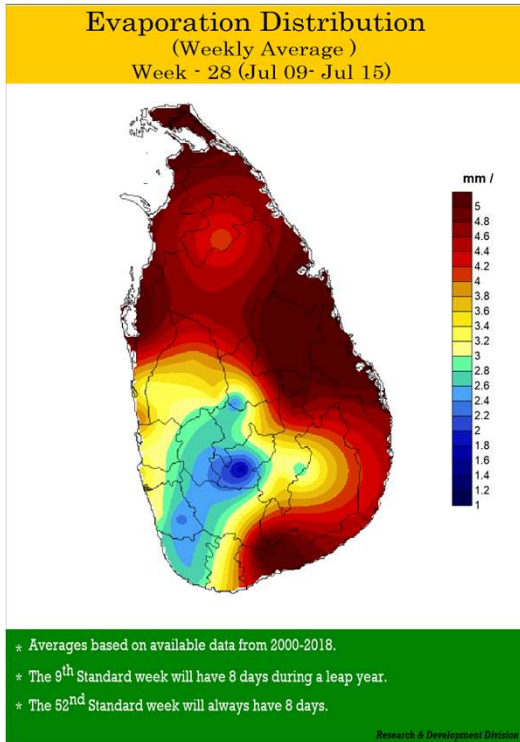 Evaporation Distribution
(Weekly Average )
Week - 28 (Jul 09- Jul 15)
mm /
5
4.8
4.6
4.4
4.2
4
3.8
3.6
3.4
3.2
3
2.8
2.6
2.4
2.2
2
1.8
1.6
1.4
1.2
1
* Averages based on available data from 2000-2018.
* The 9th Standard week will have 8 days during a leap year.
* The 52nd Standard week will always have 8 days.
Research & Development Division